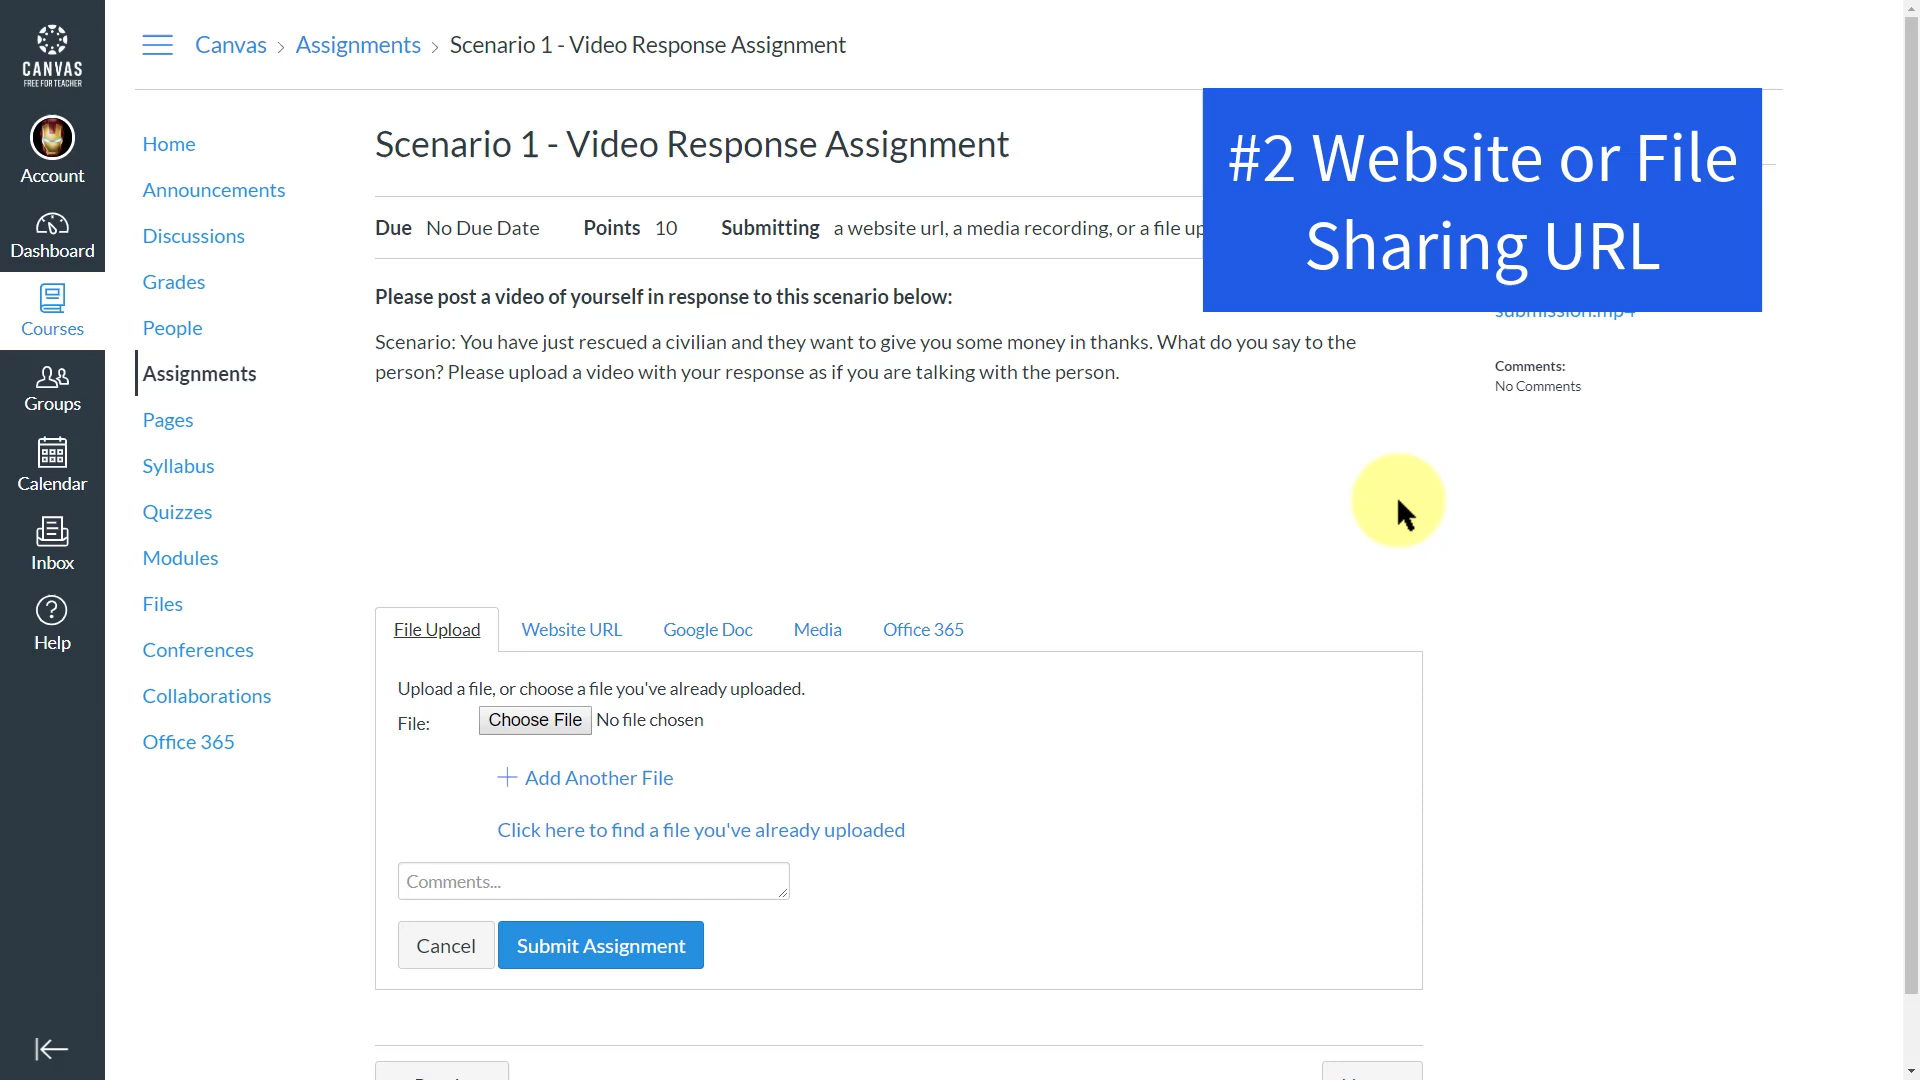 CANVAS
FREE FOR TEACHER
Account
Dashboard
Courses
Groups
Calendar
Inbox
Help
Canvas > Assignments > Scenario 1 - Video Response Assignment
Home
Announcements
Discussions
Grades
People
Assignments
Pages
Syllabus
Quizzes
Modules
Files
Conferences
Collaborations
Office 365
Scenario 1 - Video Response Assignment
#2 Website or File
Sharing URL
Due No Due Date Points 10 Submitting a website url, a media recording, or a file up
submission.mp4
Comments:
No Comments
Please post a video of yourself in response to this scenario below:
Scenario: You have just rescued a civilian and they want to give you some money in thanks. What do you say to the
person? Please upload a video with your response as if you are talking with the person.
File Upload Website URL Google Doc Media Office 365
Upload a file, or choose a file you've already uploaded.
File: Choose File No file chosen
Add Another File
Click here to find a file you've already uploaded
Comments...
Cancel Submit Assignment